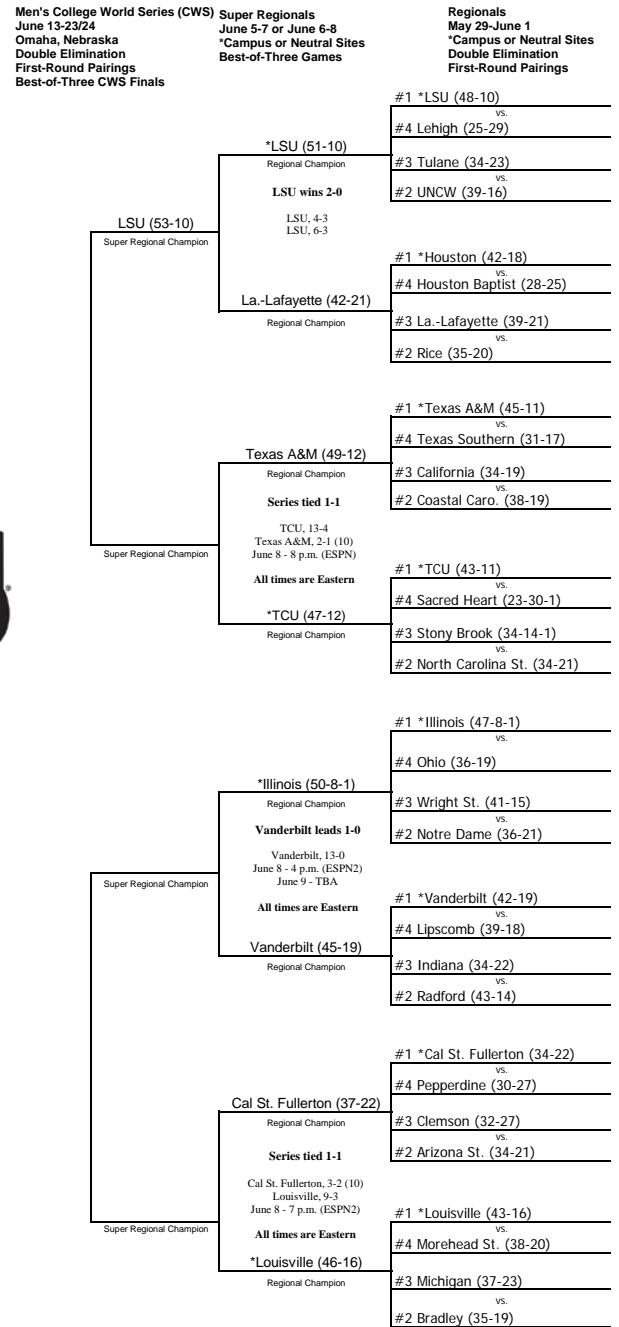 Men's College World Series (CWS)
June 13-23/24
Omaha, Nebraska
Double Elimination
First-Round Pairings
Best-of-Three CWS Finals
Super Regionals
June 5-7 or June 6-8
*Campus or Neutral Sites
Best-of-Three Games
Regionals
May 29-June 1
*Campus or Neutral Sites
Double Elimination
First-Round Pairings
#1 *LSU (48-10)
vs.
#4 Lehigh (25-29)
*LSU (51-10)
Regional Champion
#3 Tulane (34-23)
vs.
#2 UNCW (39-16)
LSU wins 2-0
LSU, 4-3
LSU, 6-3
LSU (53-10)
Super Regional Champion
#1 *Houston (42-18)
vs.
#4 Houston Baptist (28-25)
La.-Lafayette (42-21)
Regional Champion
#3 La.-Lafayette (39-21)
vs.
#2 Rice (35-20)
#1 *Texas A&M (45-11)
vs.
#4 Texas Southern (31-17)
Texas A&M (49-12)
Regional Champion
#3 California (34-19)
vs.
#2 Coastal Caro. (38-19)
Series tied 1-1
TCU, 13-4
Texas A&M, 2-1 (10)
June 8 - 8 p.m. (ESPN)
All times are Eastern
Super Regional Champion
#1 *TCU (43-11)
vs.
#4 Sacred Heart (23-30-1)
*TCU (47-12)
Regional Champion
#3 Stony Brook (34-14-1)
vs.
#2 North Carolina St. (34-21)
#1 *Illinois (47-8-1)
vs.
#4 Ohio (36-19)
*Illinois (50-8-1)
Regional Champion
#3 Wright St. (41-15)
vs.
#2 Notre Dame (36-21)
Vanderbilt leads 1-0
Vanderbilt, 13-0
June 8 - 4 p.m. (ESPN2)
June 9 - TBA
All times are Eastern
Super Regional Champion
#1 *Vanderbilt (42-19)
vs.
#4 Lipscomb (39-18)
Vanderbilt (45-19)
Regional Champion
#3 Indiana (34-22)
vs.
#2 Radford (43-14)
#1 *Cal St. Fullerton (34-22)
vs.
#4 Pepperdine (30-27)
Cal St. Fullerton (37-22)
Regional Champion
#3 Clemson (32-27)
vs.
#2 Arizona St. (34-21)
Series tied 1-1
Cal St. Fullerton, 3-2 (10)
Louisville, 9-3
June 8 - 7 p.m. (ESPN2)
All times are Eastern
Super Regional Champion
#1 *Louisville (43-16)
vs.
#4 Morehead St. (38-20)
*Louisville (46-16)
Regional Champion
#3 Michigan (37-23)
vs.
#2 Bradley (35-19)